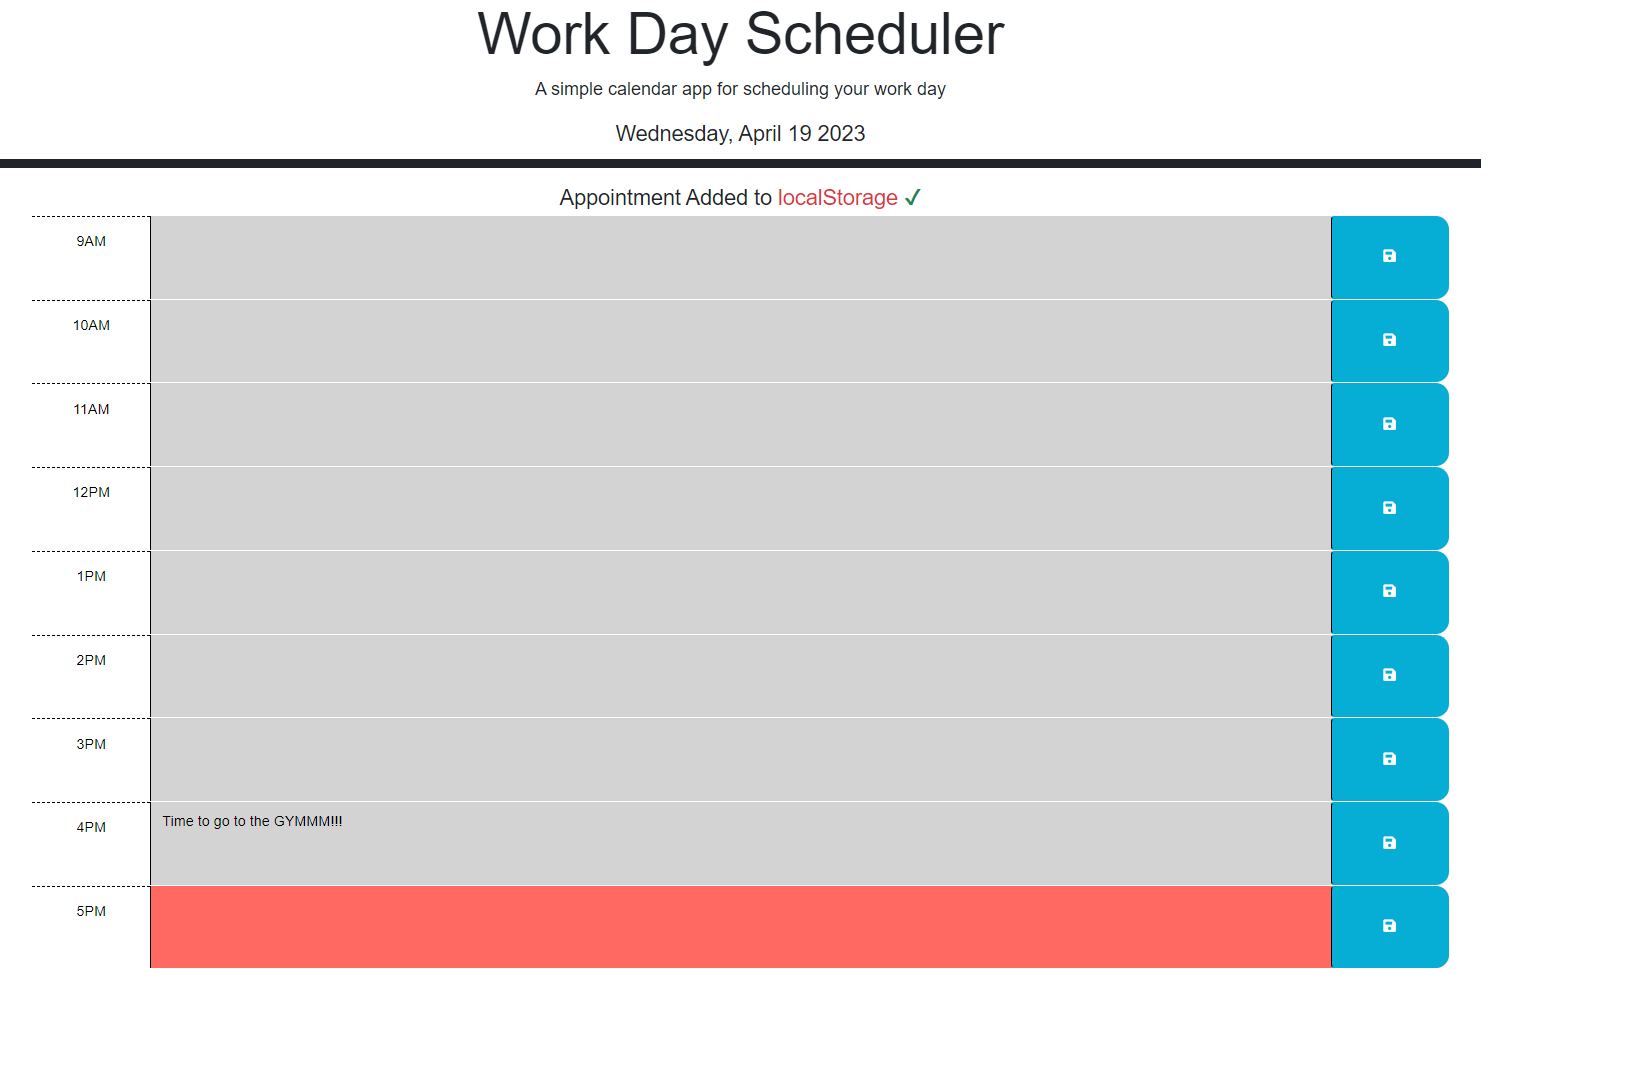 Work Day Scheduler
A simple calendar app for scheduling your work day
Wednesday, April 19 2023
Appointment Added to localStorage ✓
9AM
10AM
11AM
12PM
1PM
2PM
3PM
4PM Time to go to the GYMMM!!!
5PM